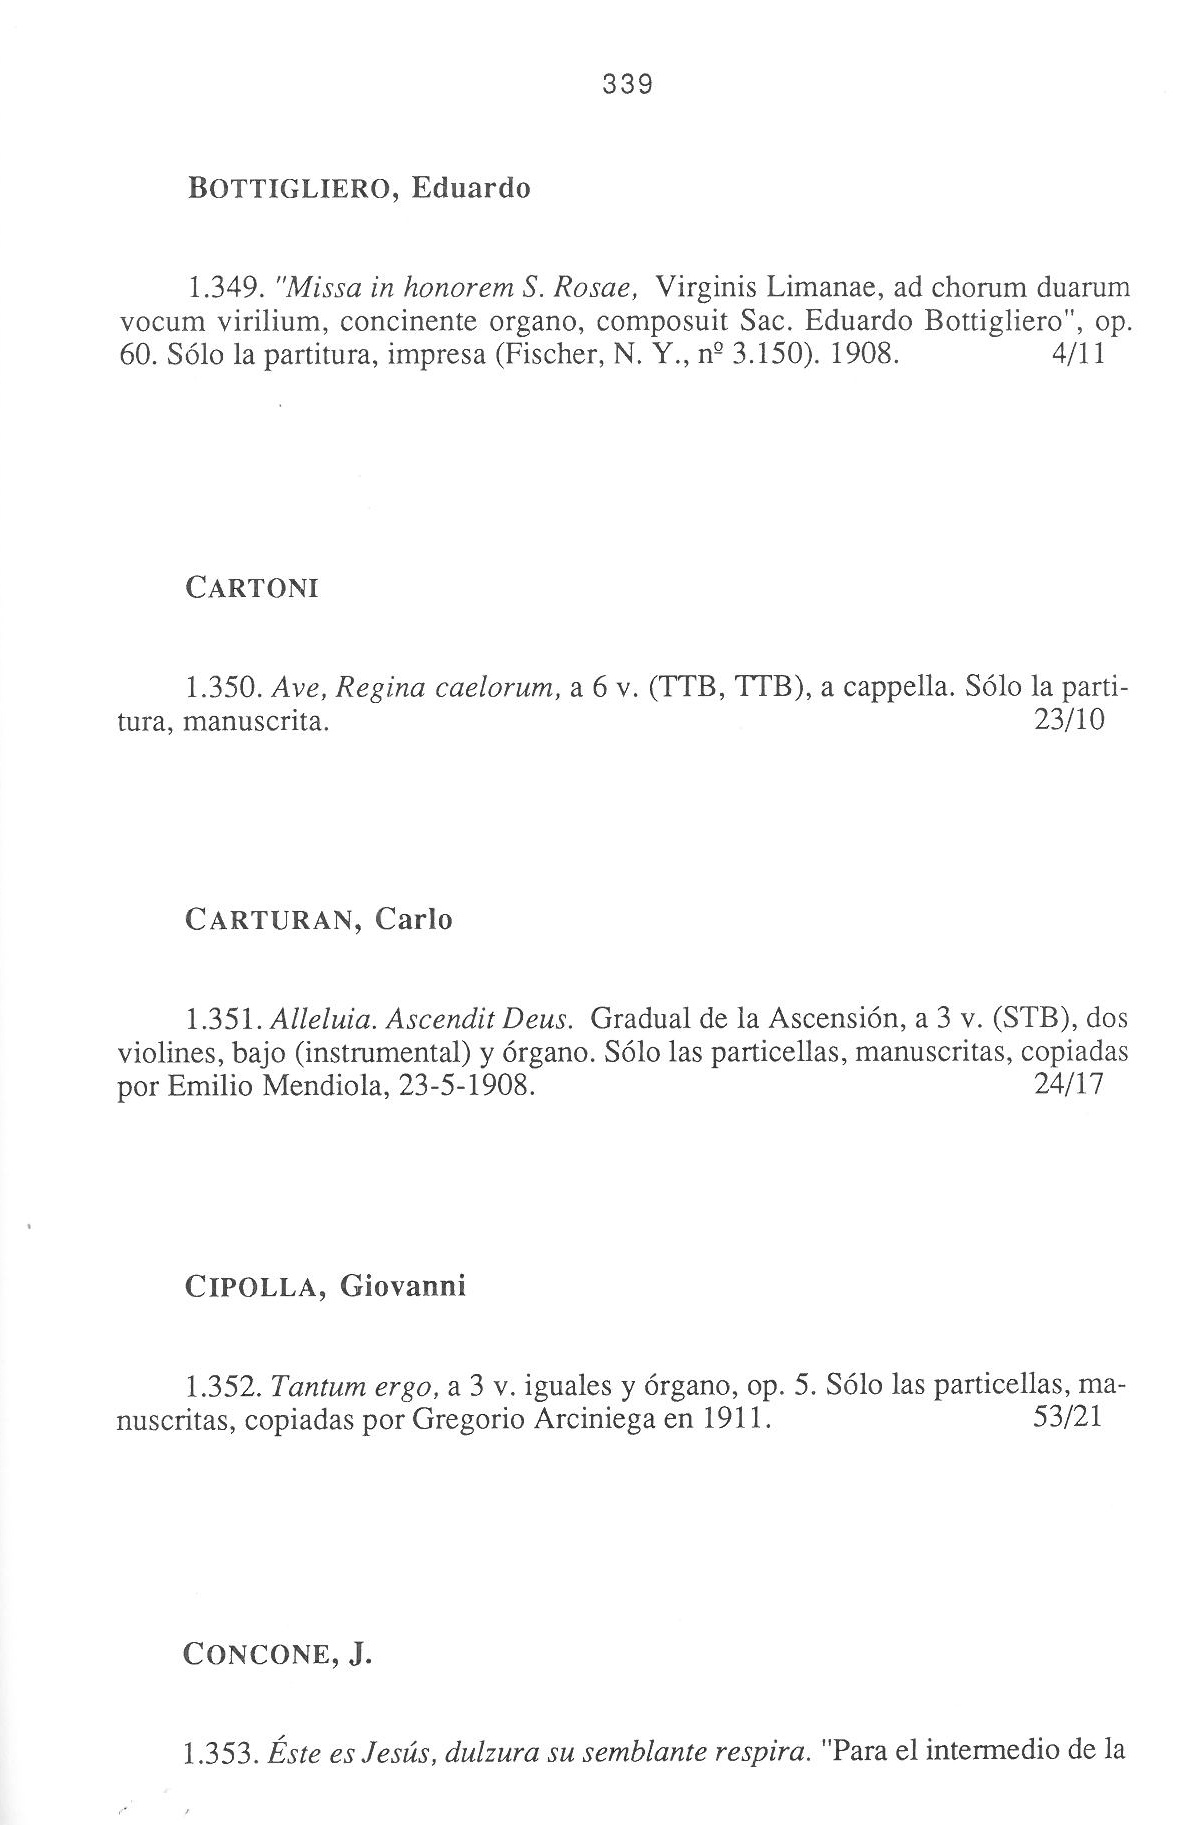 339
BOTTIGLIERO, Eduardo
1.349. "Missa in honorem S. Rosae, Virginis Limanae, ad chorum duarum
vocum virilium, concinente organo, composuit Sac. Eduardo Bottigliero", op.
60. Sólo la partitura, impresa (Fischer, N. Y., nº 3.150). 1908. 4/11
CARTONI
1.350. Ave, Regina caelorum, a 6 v. (TTB, TTB), a cappella. Sólo la parti-
tura, manuscrita. 23/10
CARTURAN, Carlo
1.351. Alleluia. Ascendit Deus. Gradual de la Ascensión, a 3 v. (STB), dos
violines, bajo (instrumental) y órgano. Sólo las particellas, manuscritas, copiadas
por Emilio Mendiola, 23-5-1908. 24/17
CIPOLLA, Giovanni
1.352. Tantum ergo, a 3 v. iguales y órgano, op. 5. Sólo las particellas, ma-
nuscritas, copiadas por Gregorio Arciniega en 1911. 53/21
CONCONE, J.
1.353. Éste es Jesús, dulzura su semblante respira. "Para el intermedio de la